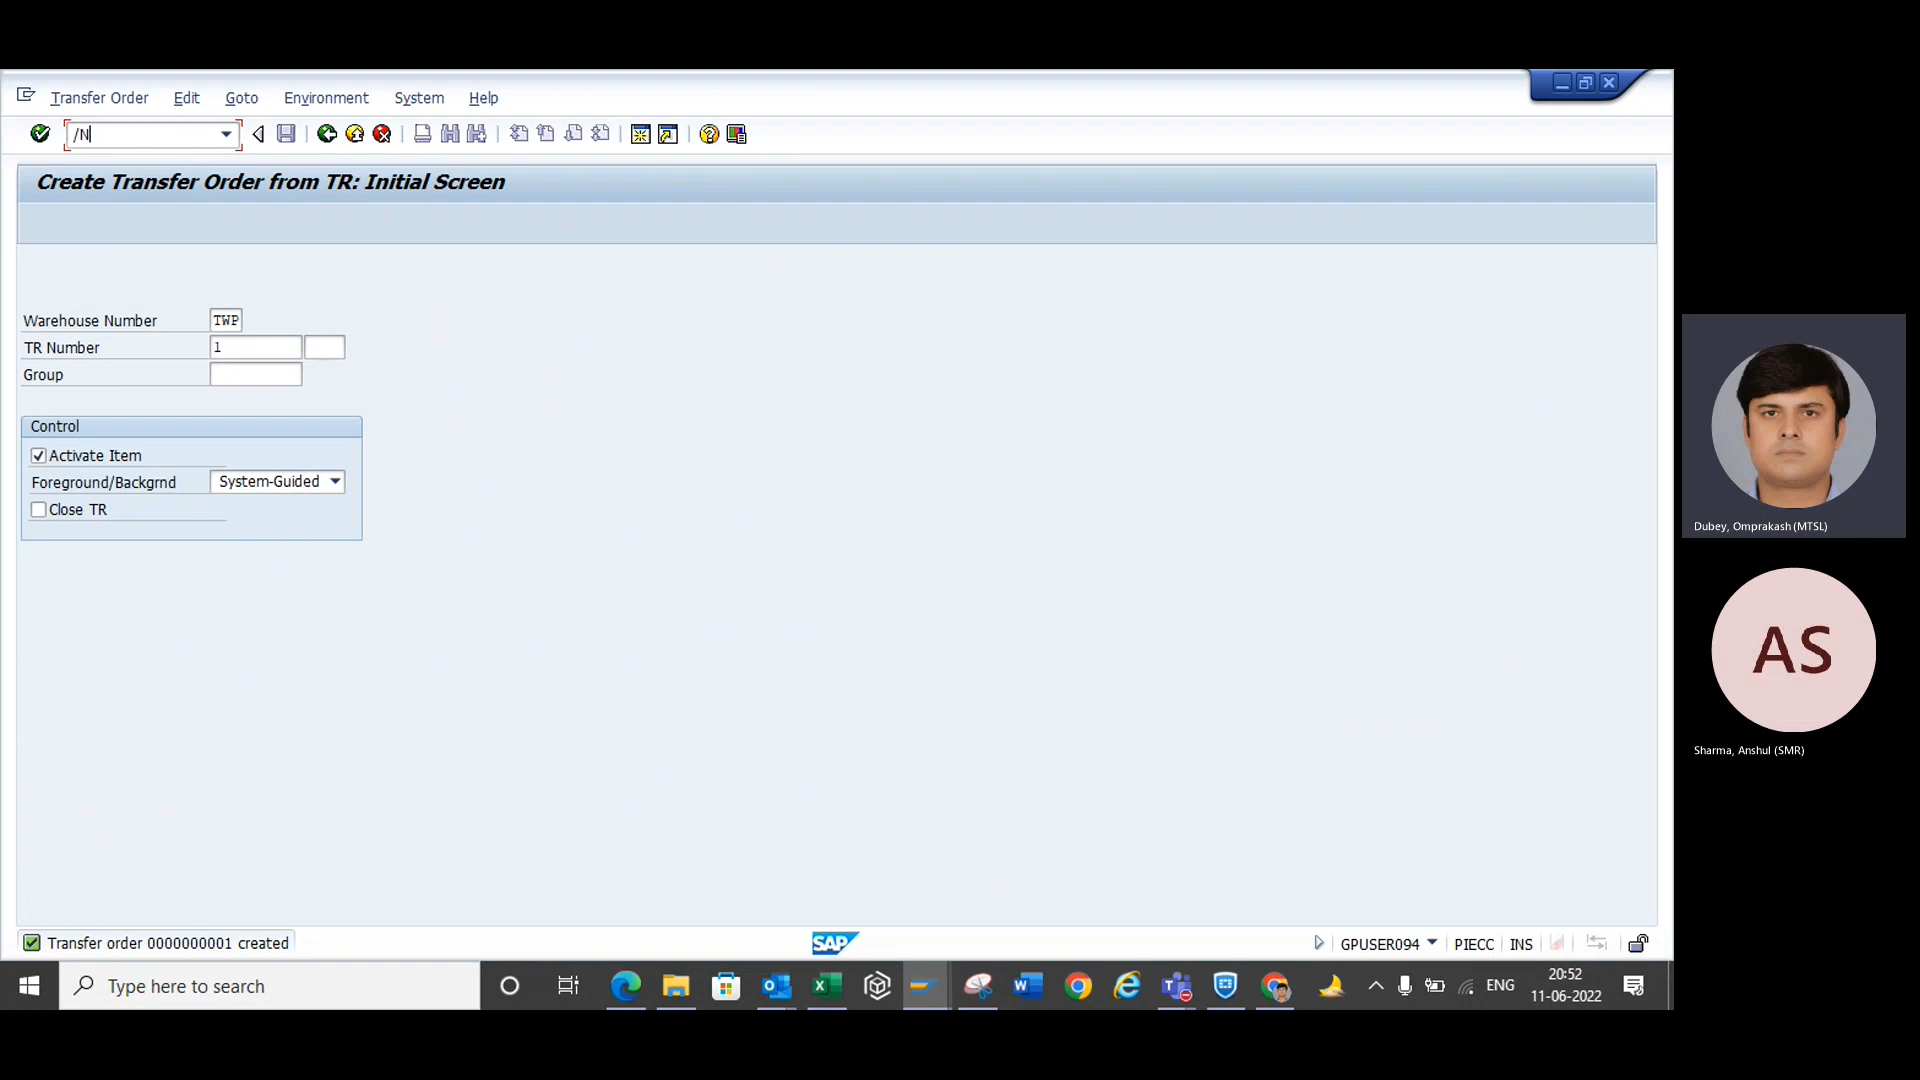 Transfer Order Edit Goto Environment System Help
/N
Create Transfer Order from TR: Initial Screen
Warehouse Number TWP
TR Number 1
Group
Control
Activate Item
Foreground/Backgrnd System-Guided
Close TR
Dubey, Omprakash (MTSL)
AS
Sharma, Anshul (SMR)
Transfer order 0000000001 created
SAP
GPUSER094 PIECC INS
Type here to search
ENG
20:52
11-06-2022